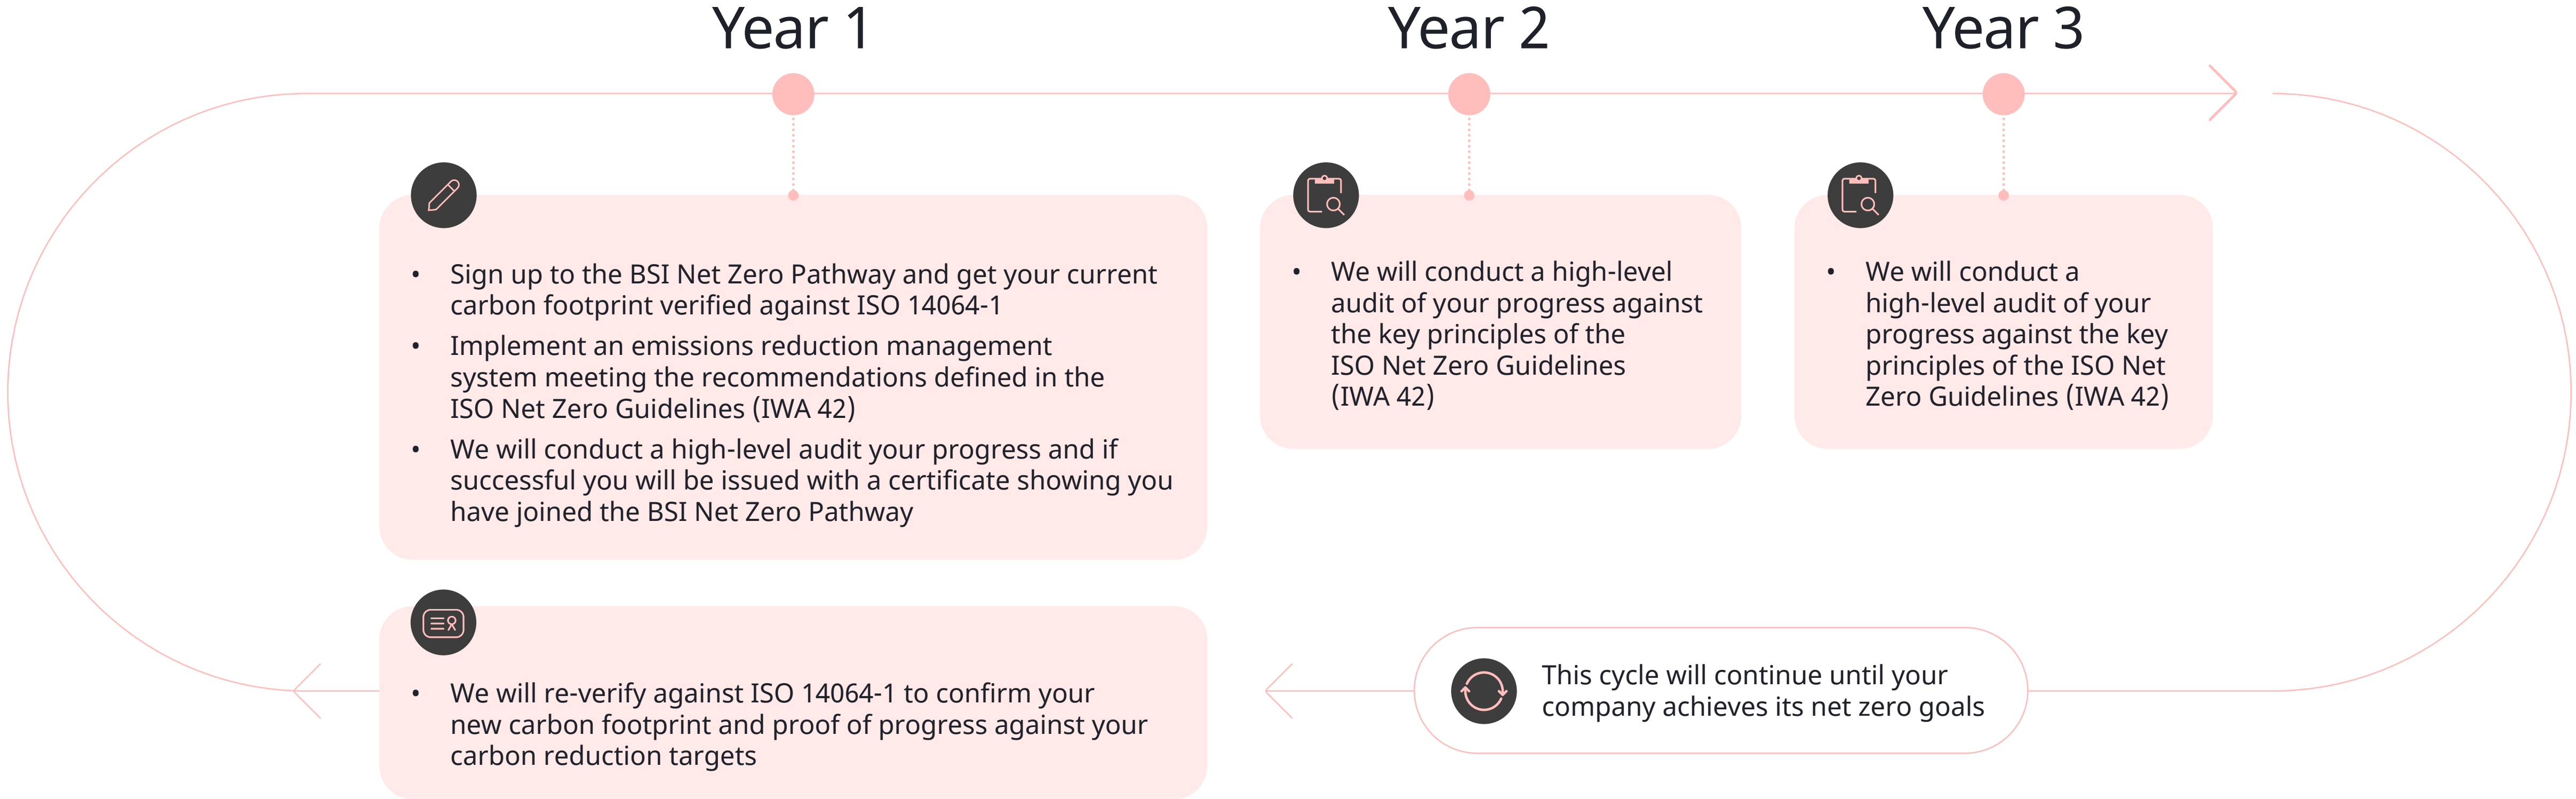 Year 1
Year 2
Year 3
• Sign up to the BSI Net Zero Pathway and get your current
carbon footprint verified against ISO 14064-1
• Implement an emissions reduction management
system meeting the recommendations defined in the
ISO Net Zero Guidelines (IWA 42)
• We will conduct a high-level audit your progress and if
successful you will be issued with a certificate showing you
have joined the BSI Net Zero Pathway
• We will conduct a high-level
audit of your progress against
the key principles of the
ISO Net Zero Guidelines
(IWA 42)
• We will conduct a
high-level audit of your
progress against the key
principles of the ISO Net
Zero Guidelines (IWA 42)
• We will re-verify against ISO 14064-1 to confirm your
new carbon footprint and proof of progress against your
carbon reduction targets
This cycle will continue until your
company achieves its net zero goals